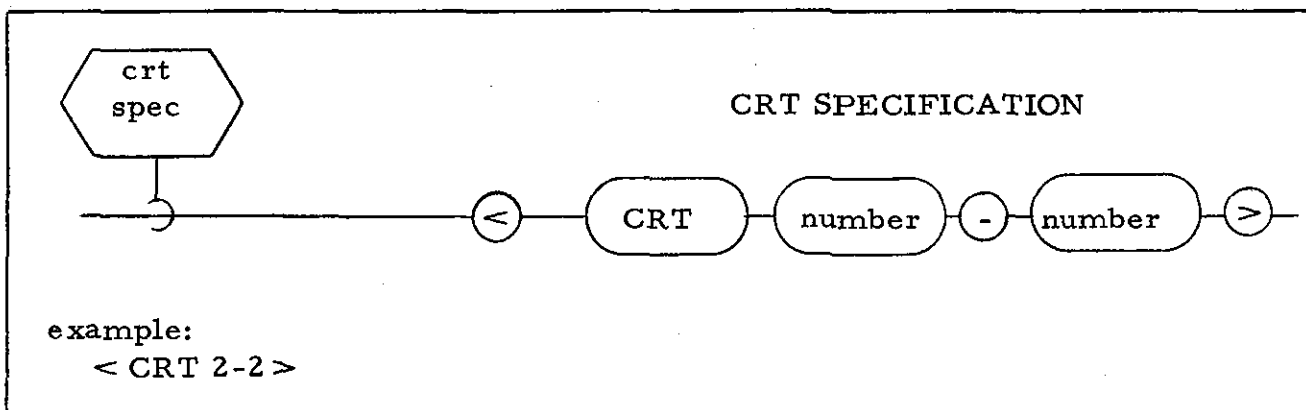 crt
spec
CRT SPECIFICATION
< CRT number - number >
example:
< CRT 2-2 >